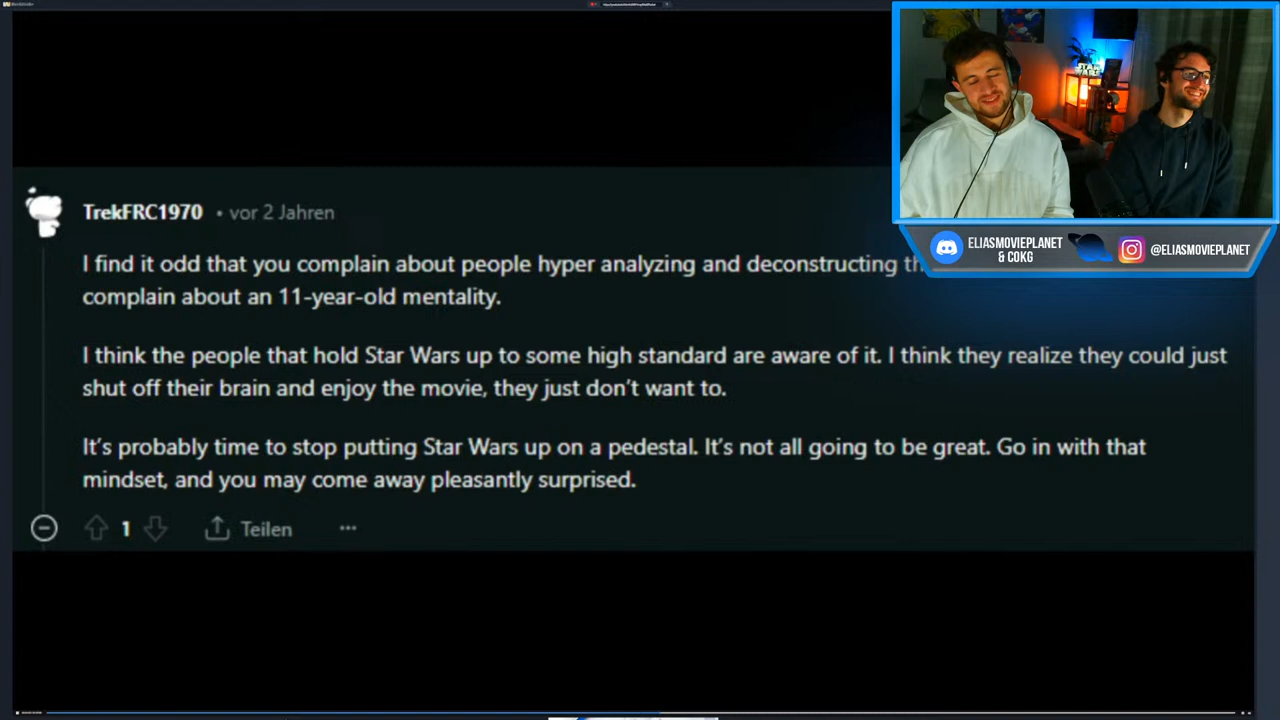 STAR
WARS
ELIASMOVIEPLANET
& COKG
@ELIASMOVIEPLANET
TrekFRC1970 • vor 2 Jahren
I find it odd that you complain about people hyper analyzing and deconstructing
complain about an 11-year-old mentality.
I think the people that hold Star Wars up to some high standard are aware of it. I think they realize they could just
shut off their brain and enjoy the movie, they just don't want to.
It's probably time to stop putting Star Wars up on a pedestal. It's not all going to be great. Go in with that
mindset, and you may come away pleasantly surprised.
1 Teilen ···